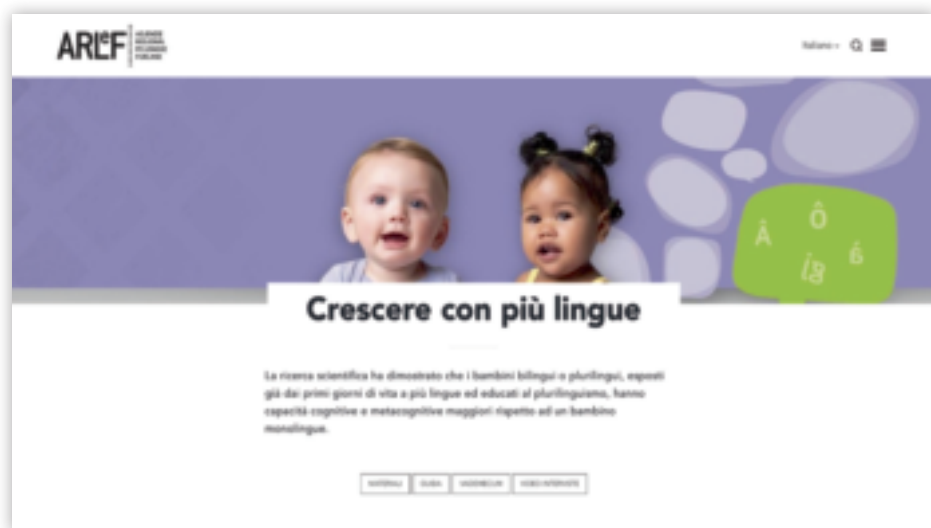 ARLeF
Italiano
Â Ô á
Crescere con più lingue
La ricerca scientifica ha dimostrato che i bambini bilingui o plurilingui, esposti
già dai primi giorni di vita a più lingue ed educati al plurilinguismo, hanno
capacità cognitive e metacognitive maggiori rispetto ad un bambino
monolingue.
MATERIALI GUIDA VADEMECUM VIDEO INTERVISTE